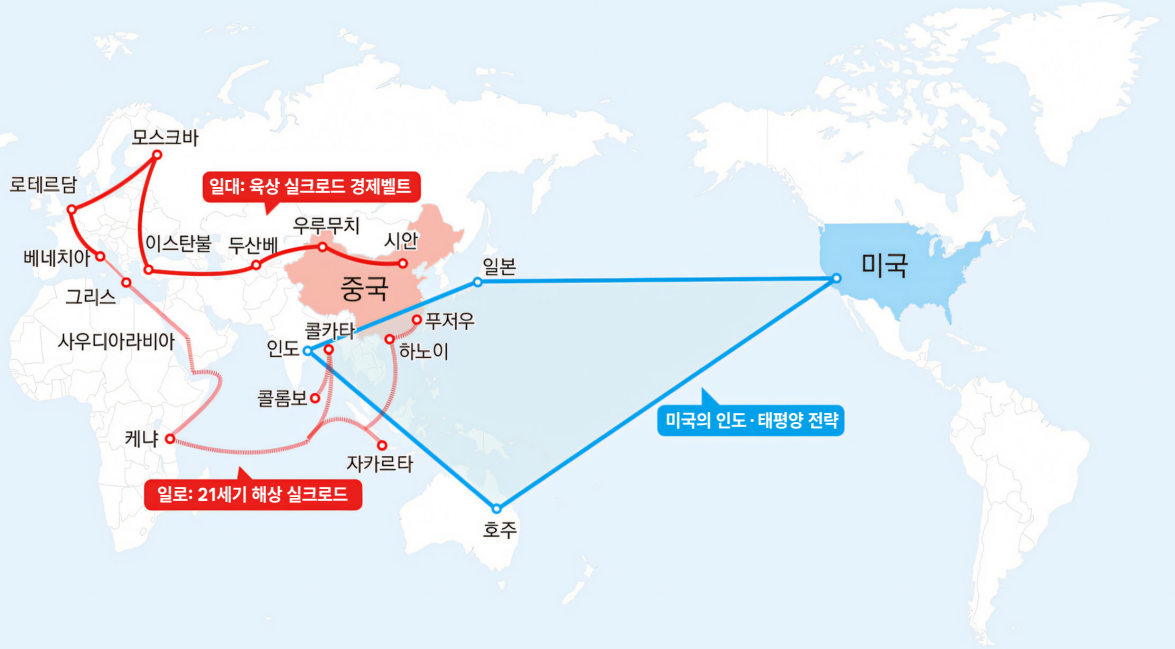 모스크바
로테르담
일대: 육상 실크로드 경제벨트
우루무치
이스탄불
두산베
시안
베네치아
일본
미국
중국
그리스
푸저우
콜카타
사우디아라비아
인도
하노이
콜롬보
미국의 인도·태평양 전략
케냐
자카르타
일로: 21세기 해상 실크로드
호주